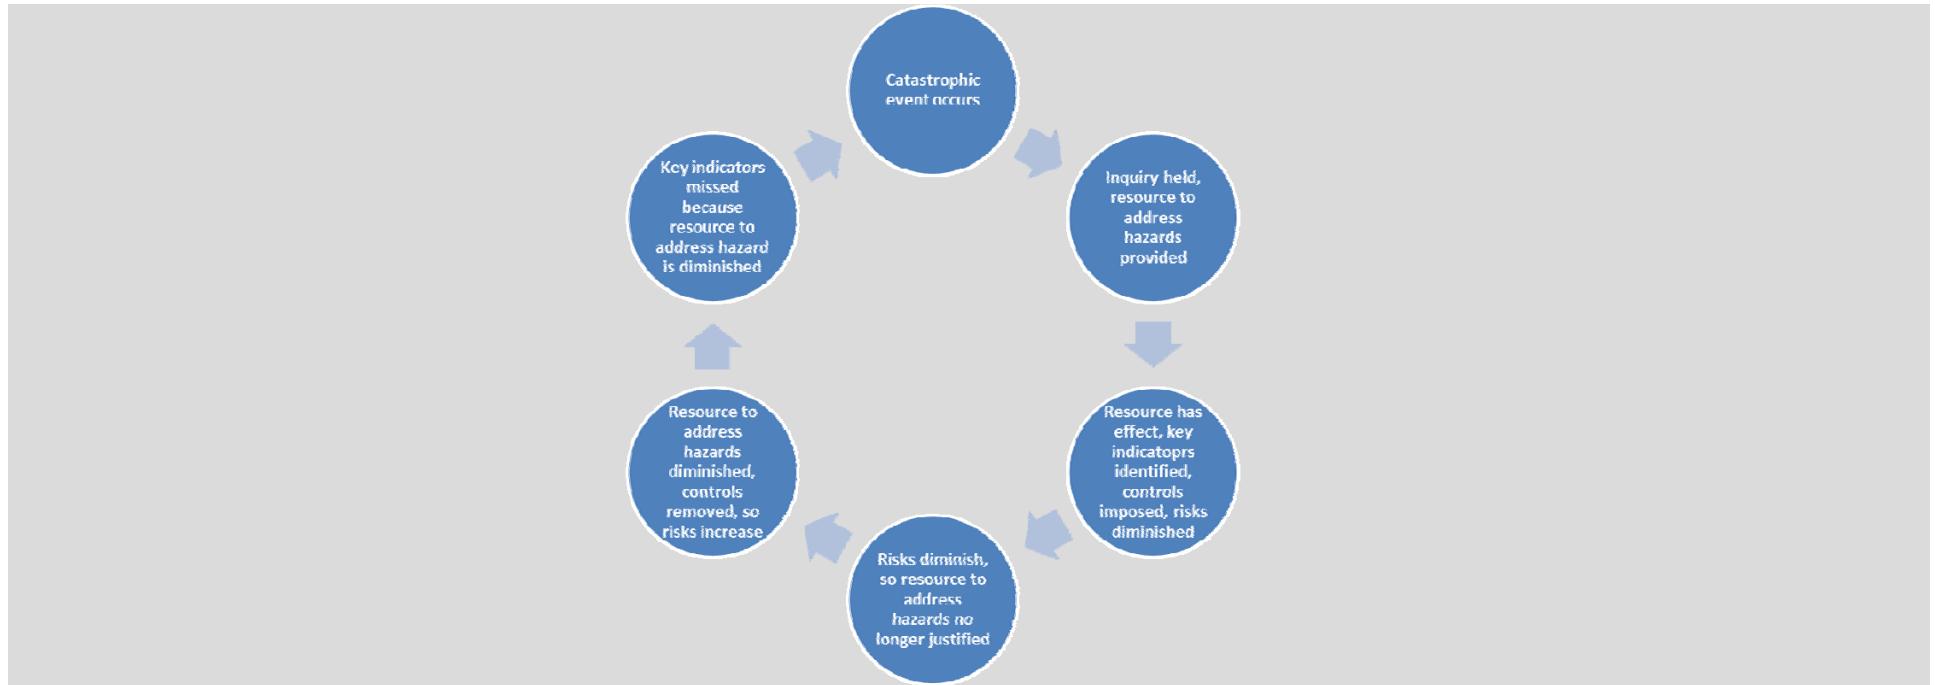 Catastrophic
event occurs
Inquiry held,
resource to
address
hazards
provided
Resource has
effect, key
indicatoprs
identified,
controls
imposed, risks
diminished
Risks diminish,
so resource to
address
hazards no
longer justified
Resource to
address
hazards
diminished,
controls
removed, so
risks increase
Key indicators
missed
because
resource to
address hazard
is diminished